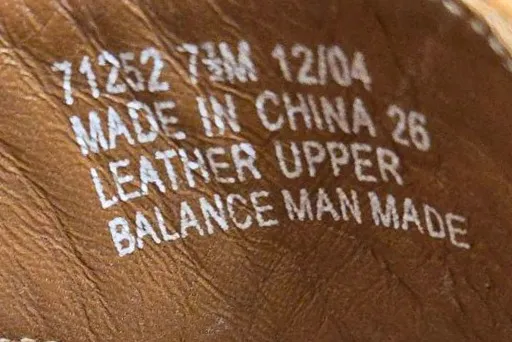 71252 7½M 12/04
MADE IN CHINA 26
LEATHER UPPER
BALANCE MAN MADE